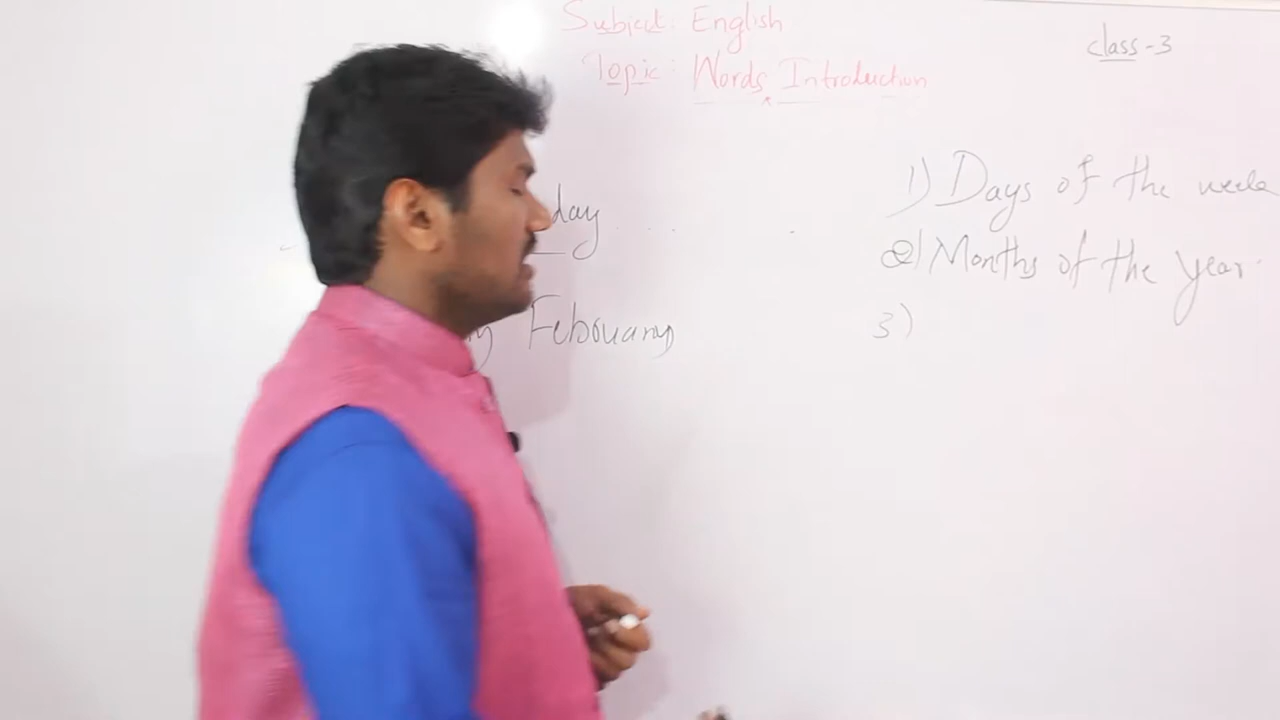 Subject: English
Topic: Words Introduction
class-3
day ....
Febrouary
1) Days of the week
2) Months of the year.
3)